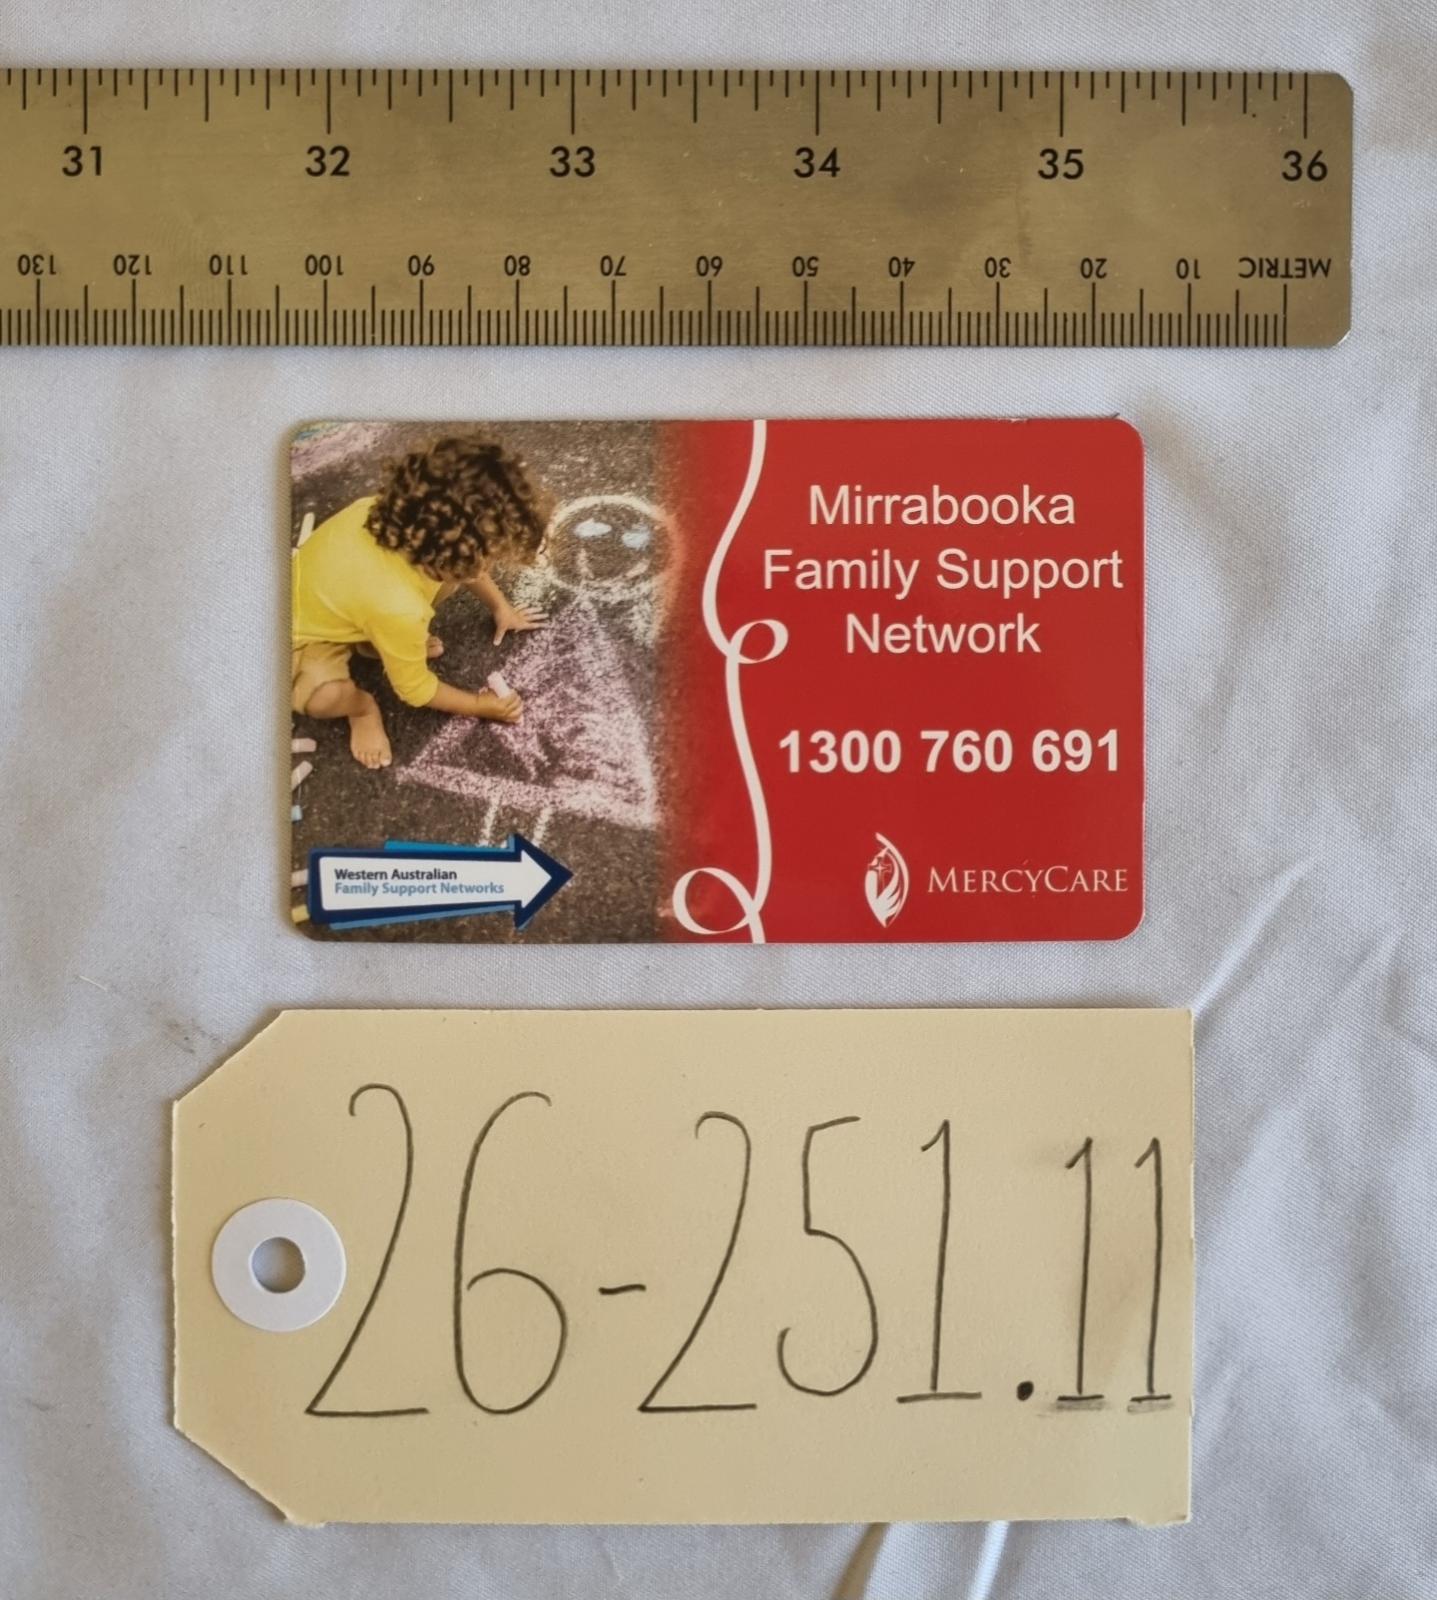 31 32 33 34 35 36
130 120 110 100 90 80 70 60 50 40 30 20 10 METRIC
Mirrabooka
Family Support
Network
1300 760 691
Western Australian
Family Support Networks
MERCYCARE
26-251.11